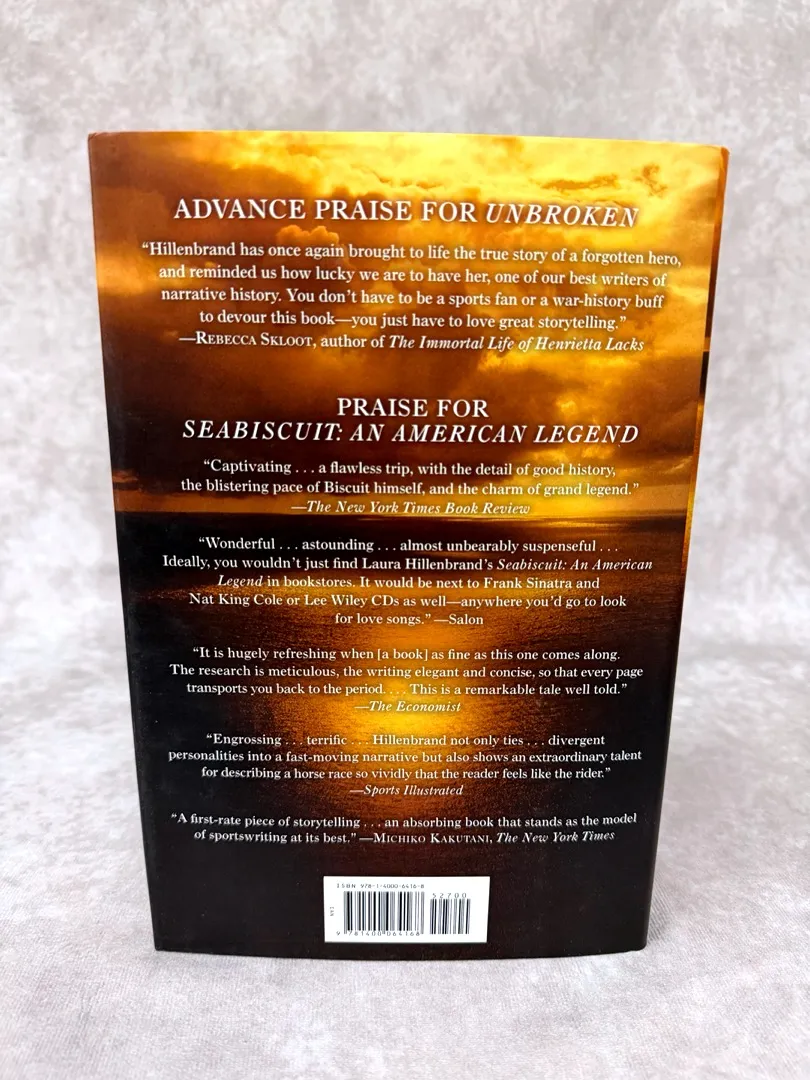 ADVANCE PRAISE FOR UNBROKEN
“Hillenbrand has once again brought to life the true story of a forgotten hero,
and reminded us how lucky we are to have her, one of our best writers of
narrative history. You don’t have to be a sports fan or a war-history buff
to devour this book—you just have to love great storytelling.”
—REBECCA SKLOOT, author of The Immortal Life of Henrietta Lacks
PRAISE FOR
SEABISCUIT: AN AMERICAN LEGEND
“Captivating . . . a flawless trip, with the detail of good history,
the blistering pace of Biscuit himself, and the charm of grand legend.”
—The New York Times Book Review
“Wonderful . . . astounding . . . almost unbearably suspenseful . . .
Ideally, you wouldn’t just find Laura Hillenbrand’s Seabiscuit: An American
Legend in bookstores. It would be next to Frank Sinatra and
Nat King Cole or Lee Wiley CDs as well—anywhere you’d go to look
for love songs.” —Salon
“It is hugely refreshing when [a book] as fine as this one comes along.
The research is meticulous, the writing elegant and concise, so that every page
transports you back to the period. . . . This is a remarkable tale well told.”
—The Economist
“Engrossing . . . terrific . . . Hillenbrand not only ties . . . divergent
personalities into a fast-moving narrative but also shows an extraordinary talent
for describing a horse race so vividly that the reader feels like the rider.”
—Sports Illustrated
“A first-rate piece of storytelling . . . an absorbing book that stands as the model
of sportswriting at its best.” —MICHIKO KAKUTANI, The New York Times
ISBN 978-1-4000-6416-8
52700
9 781400 064168